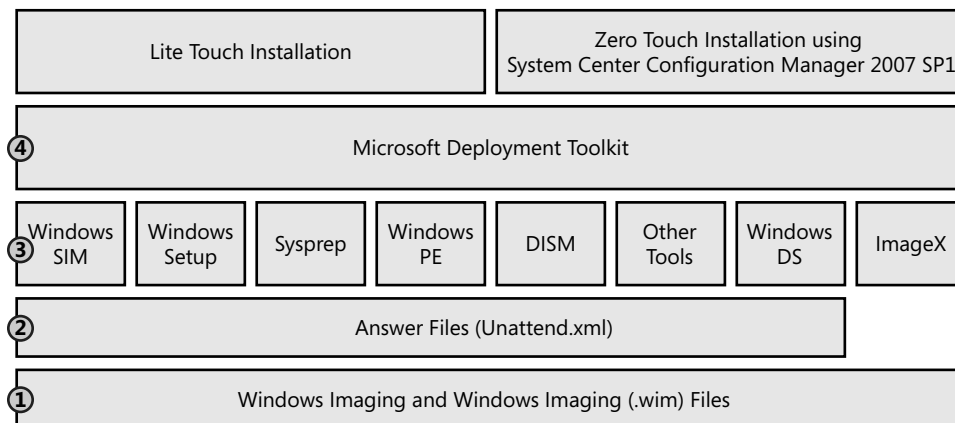 Lite Touch Installation
Zero Touch Installation using
System Center Configuration Manager 2007 SP1
4
Microsoft Deployment Toolkit
3
Windows
SIM
Windows
Setup
Sysprep
Windows
PE
DISM
Other
Tools
Windows
DS
ImageX
2
Answer Files (Unattend.xml)
1
Windows Imaging and Windows Imaging (.wim) Files